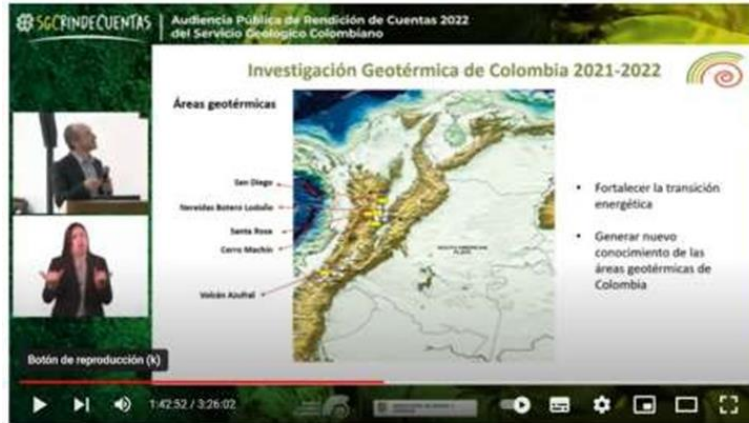 #SGCRINDECUENTAS
Audiencia Pública de Rendición de Cuentas 2022
del Servicio Geológico Colombiano
Investigación Geotérmica de Colombia 2021-2022
Áreas geotérmicas
San Diego
Nereidas Botero Londoño
Santa Rosa
Cerro Machín
Volcán Azufral
• Fortalecer la transición
energética
• Generar nuevo
conocimiento de las
áreas geotérmicas de
Colombia
Botón de reproducción (k)
1:42:52 / 3:26:02